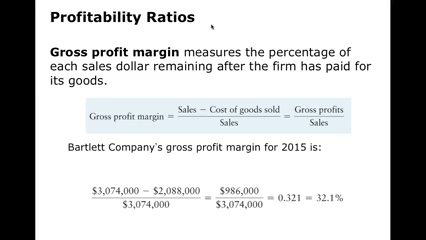 Profitability Ratios
Gross profit margin measures the percentage of
each sales dollar remaining after the firm has paid for
its goods.
Gross profit margin = Sales − Cost of goods sold / Sales = Gross profits / Sales
Bartlett Company's gross profit margin for 2015 is:
$3,074,000 − $2,088,000 / $3,074,000 = $986,000 / $3,074,000 = 0.321 = 32.1%